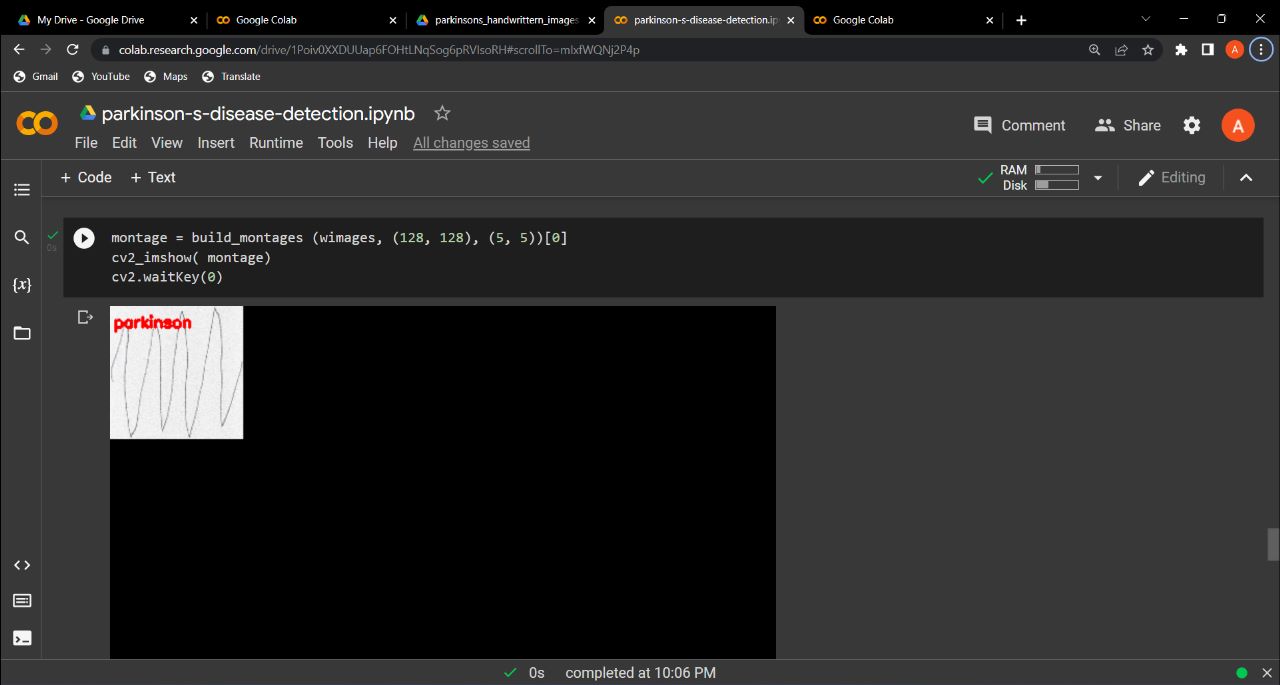 My Drive - Google Drive
Google Colab
parkinsons_handwrittern_images
parkinson-s-disease-detection.ip
Google Colab
colab.research.google.com/drive/1Poiv0XXDUUap6FOHtLNqSog6pRVIsoRH#scrollTo=mlxfWQNj2P4p
A
Gmail
YouTube
Maps
Translate
parkinson-s-disease-detection.ipynb
Comment
Share
A
File Edit View Insert Runtime Tools Help All changes saved
+ Code + Text
RAM
Disk
Editing
{x}
0s
montage = build_montages (wimages, (128, 128), (5, 5))[0]
cv2_imshow( montage)
cv2.waitKey(0)
parkinson
0s completed at 10:06 PM